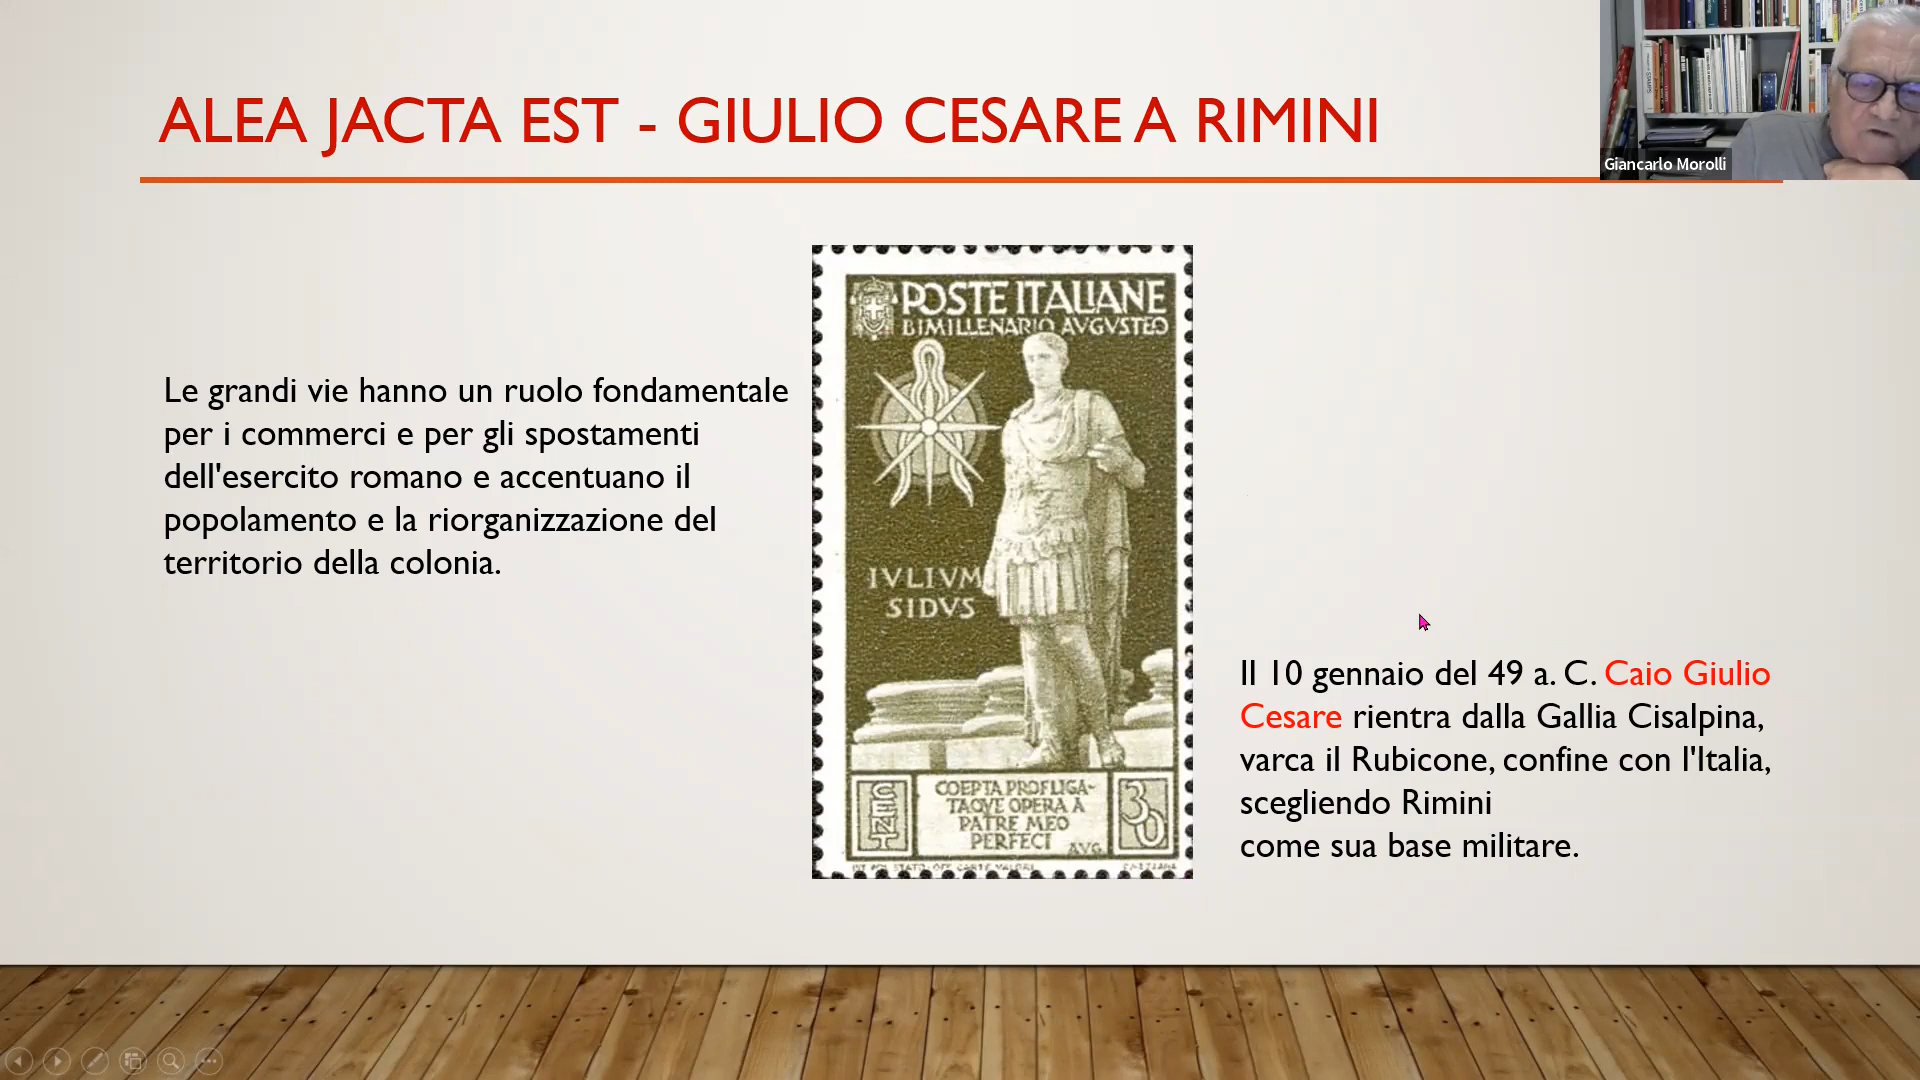 ALEA JACTA EST - GIULIO CESARE A RIMINI
Giancarlo Morolli
Le grandi vie hanno un ruolo fondamentale
per i commerci e per gli spostamenti
dell'esercito romano e accentuano il
popolamento e la riorganizzazione del
territorio della colonia.
POSTE ITALIANE
BIMILLENARIO AVGVSTEO
IVLIVM
SIDVS
CENT
COEPTA PROFLIGA-
TAQVE OPERA A
PATRE MEO
PERFECI
AVG.
30
Il 10 gennaio del 49 a. C. Caio Giulio
Cesare rientra dalla Gallia Cisalpina,
varca il Rubicone, confine con l'Italia,
scegliendo Rimini
come sua base militare.